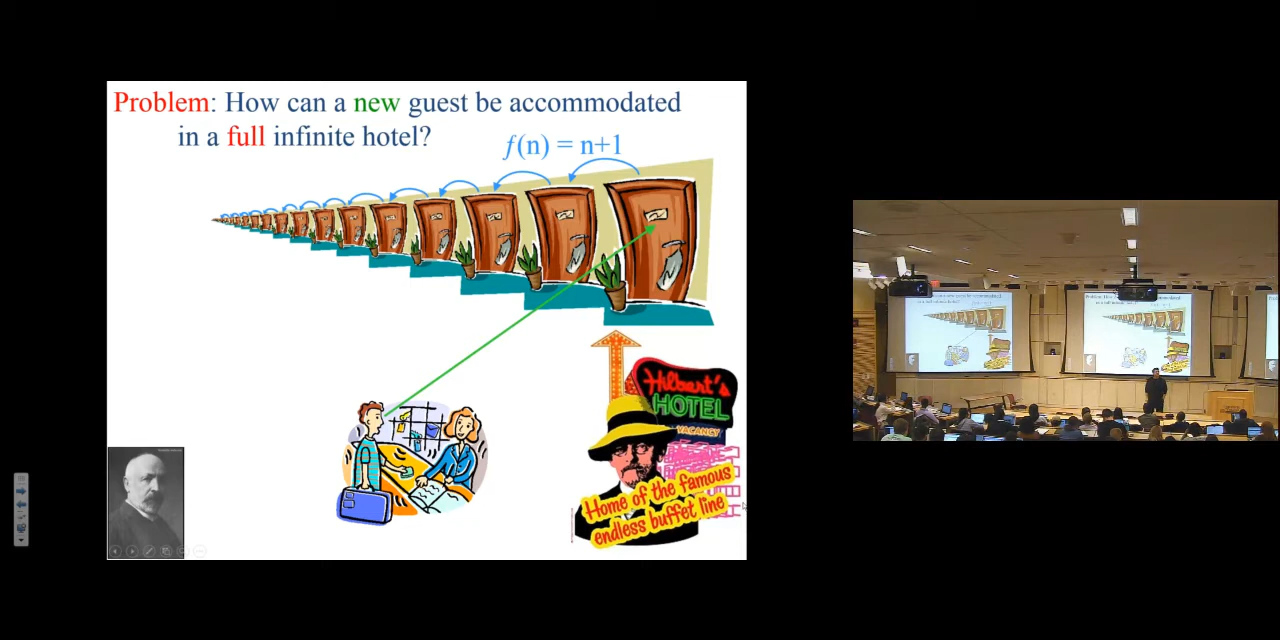 Problem: How can a new guest be accommodated
in a full infinite hotel?
f(n) = n+1
Hilbert's
HOTEL
VACANCY
Home of the famous
endless buffet line